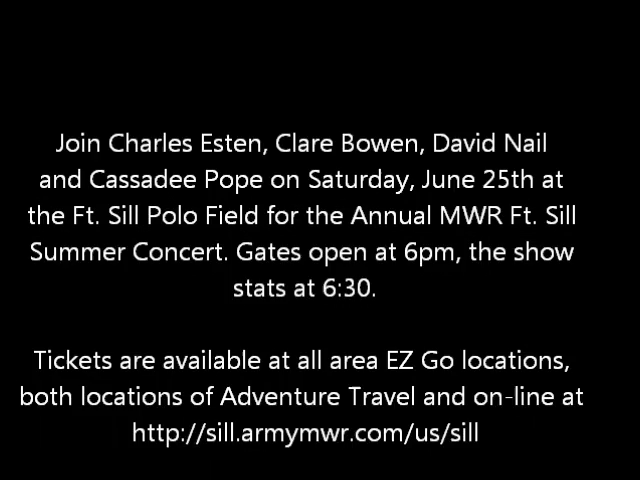 Join Charles Esten, Clare Bowen, David Nail
and Cassadee Pope on Saturday, June 25th at
the Ft. Sill Polo Field for the Annual MWR Ft. Sill
Summer Concert. Gates open at 6pm, the show
stats at 6:30.
Tickets are available at all area EZ Go locations,
both locations of Adventure Travel and on-line at
http://sill.armymwr.com/us/sill